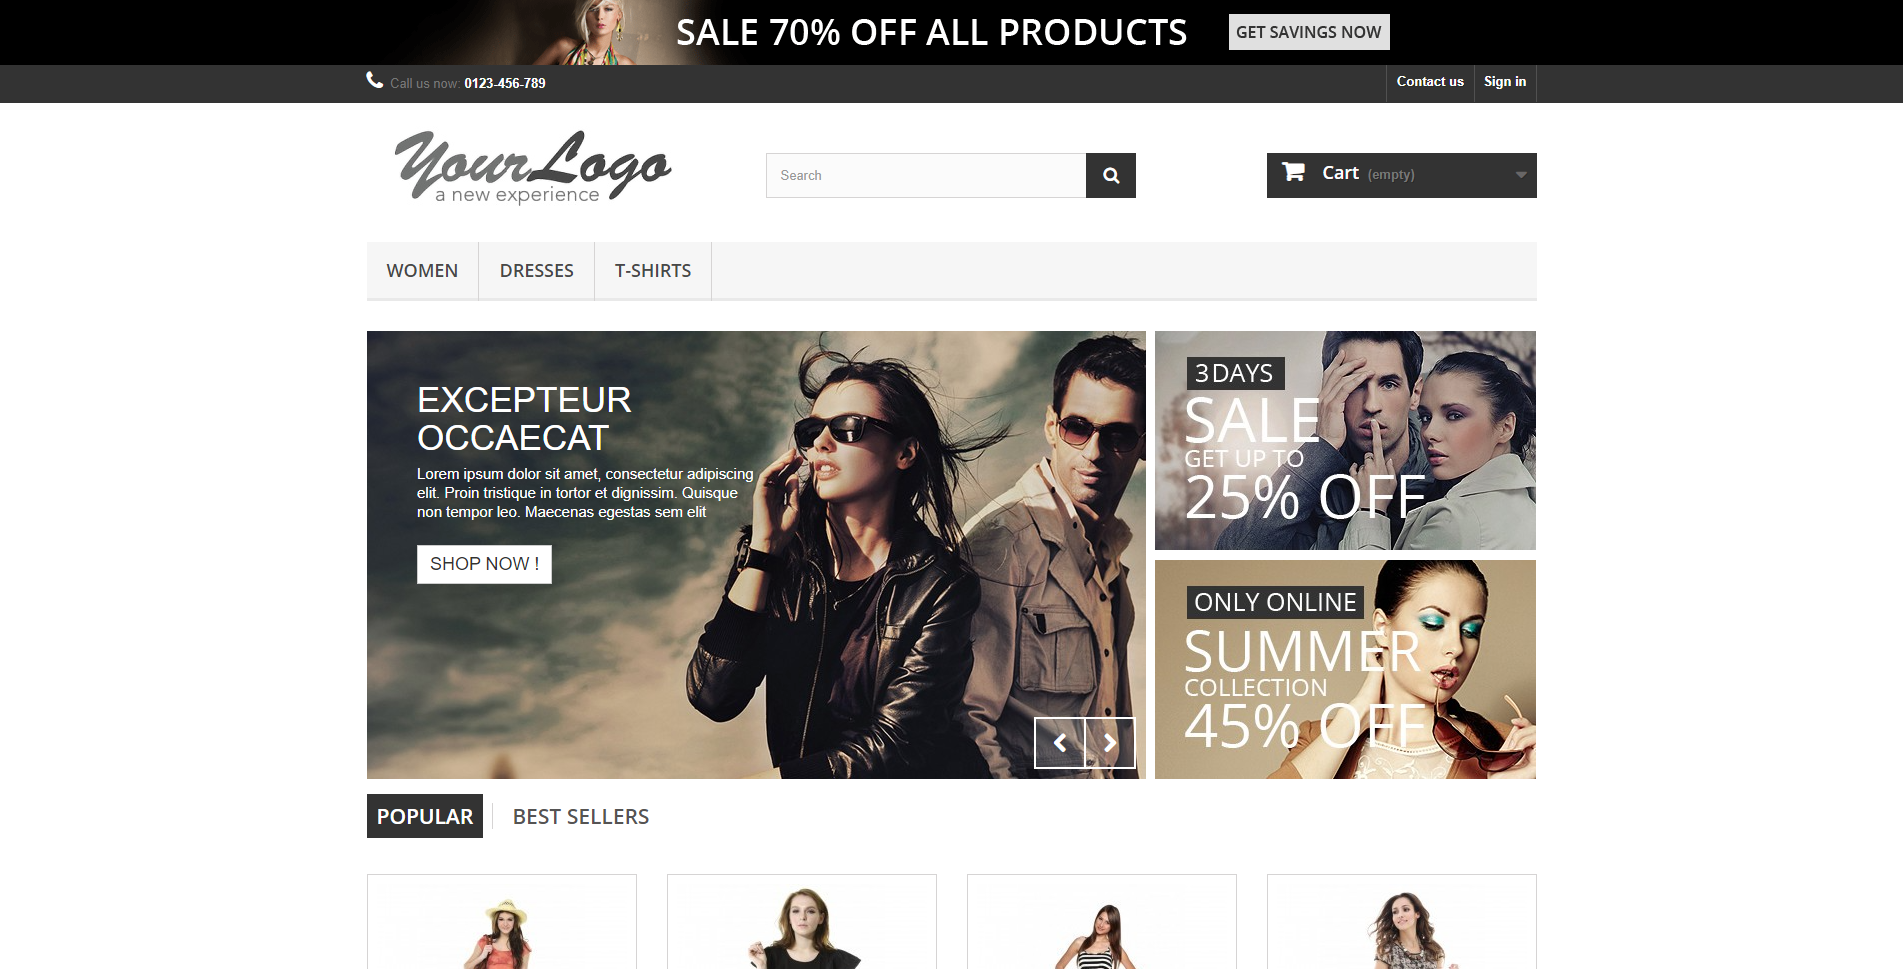 SALE 70% OFF ALL PRODUCTS
GET SAVINGS NOW
Call us now: 0123-456-789
Contact us
Sign in
YourLogo
a new experience
Search
Cart (empty)
WOMEN
DRESSES
T-SHIRTS
EXCEPTEUR
OCCAECAT
Lorem ipsum dolor sit amet, consectetur adipiscing
elit. Proin tristique in tortor et dignissim. Quisque
non tempor leo. Maecenas egestas sem elit
SHOP NOW !
3 DAYS
SALE
GET UP TO
25% OFF
ONLY ONLINE
SUMMER
COLLECTION
45% OFF
POPULAR
BEST SELLERS